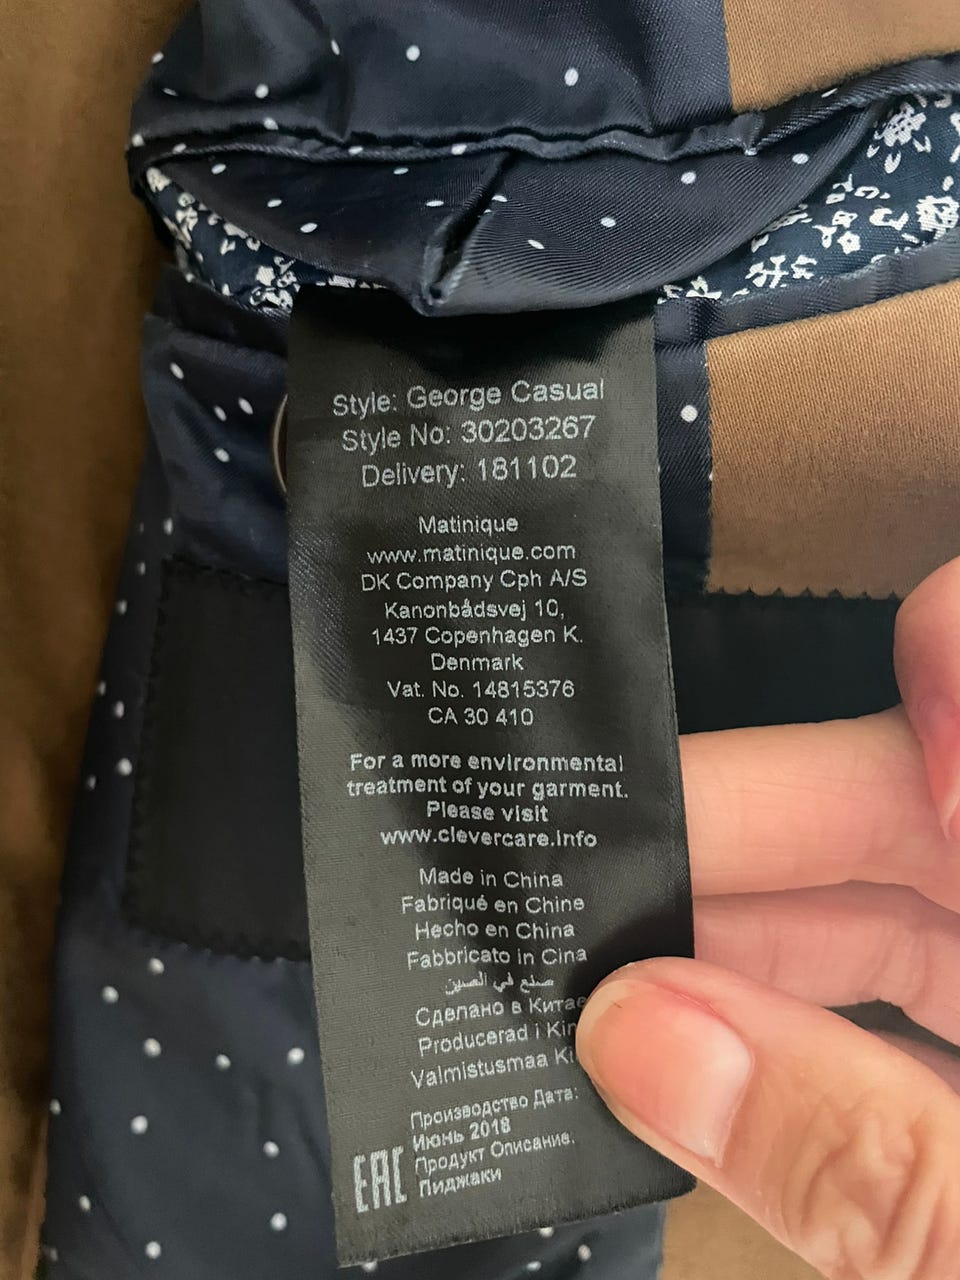 Style: George Casual
Style No: 30203267
Delivery: 181102
Matinique
www.matinique.com
DK Company Cph A/S
Kanonbådsvej 10,
1437 Copenhagen K.
Denmark
Vat. No. 14815376
CA 30 410
For a more environmental
treatment of your garment.
Please visit
www.clevercare.info
Made in China
Fabriqué en Chine
Hecho en China
Fabbricato in Cina
صنع في الصين
Сделано в Китае
Producerad i
Valmistusmaa
Производство Дата:
Июнь 2018
Продукт Описание:
Пиджаки
EAC